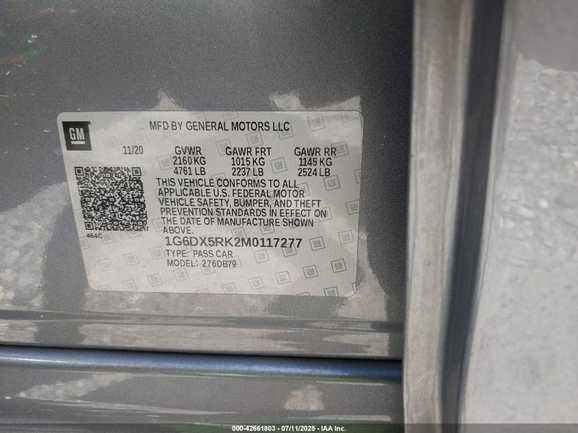 GM
MFD BY GENERAL MOTORS LLC
11/20 GVWR GAWR FRT GAWR RR
2160 KG 1015 KG 1145 KG
4761 LB 2237 LB 2524 LB
THIS VEHICLE CONFORMS TO ALL
APPLICABLE U.S. FEDERAL MOTOR
VEHICLE SAFETY, BUMPER, AND THEFT
PREVENTION STANDARDS IN EFFECT ON
THE DATE OF MANUFACTURE SHOWN
ABOVE.
464C
1G6DX5RK2M0117277
TYPE: PASS CAR
MODEL: 276DB79
000-42661803 - 07/11/2025 - IAA Inc.